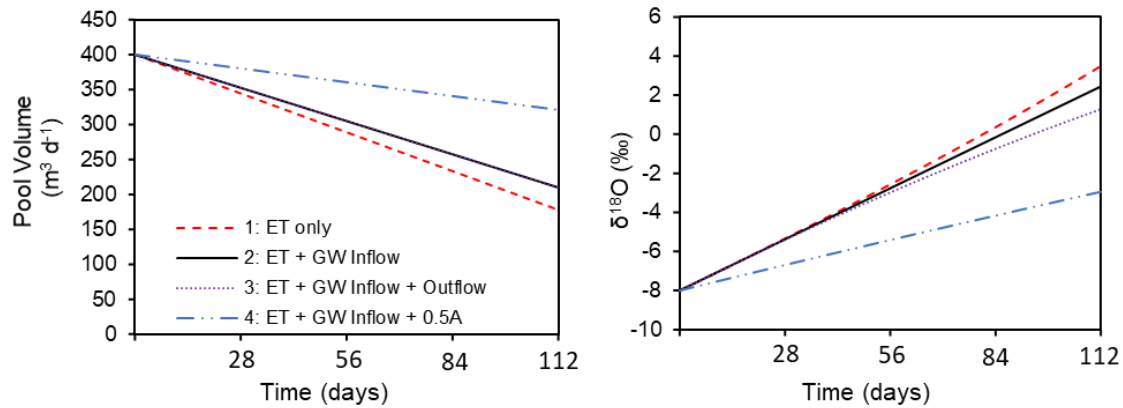 450
400
350
300
250
200
150
100
50
0
Pool Volume
(m³ d⁻¹)
1: ET only
2: ET + GW Inflow
3: ET + GW Inflow + Outflow
4: ET + GW Inflow + 0.5A
28 56 84 112
Time (days)
6
4
2
0
-2
-4
-6
-8
-10
δ¹⁸O (‰)
28 56 84 112
Time (days)